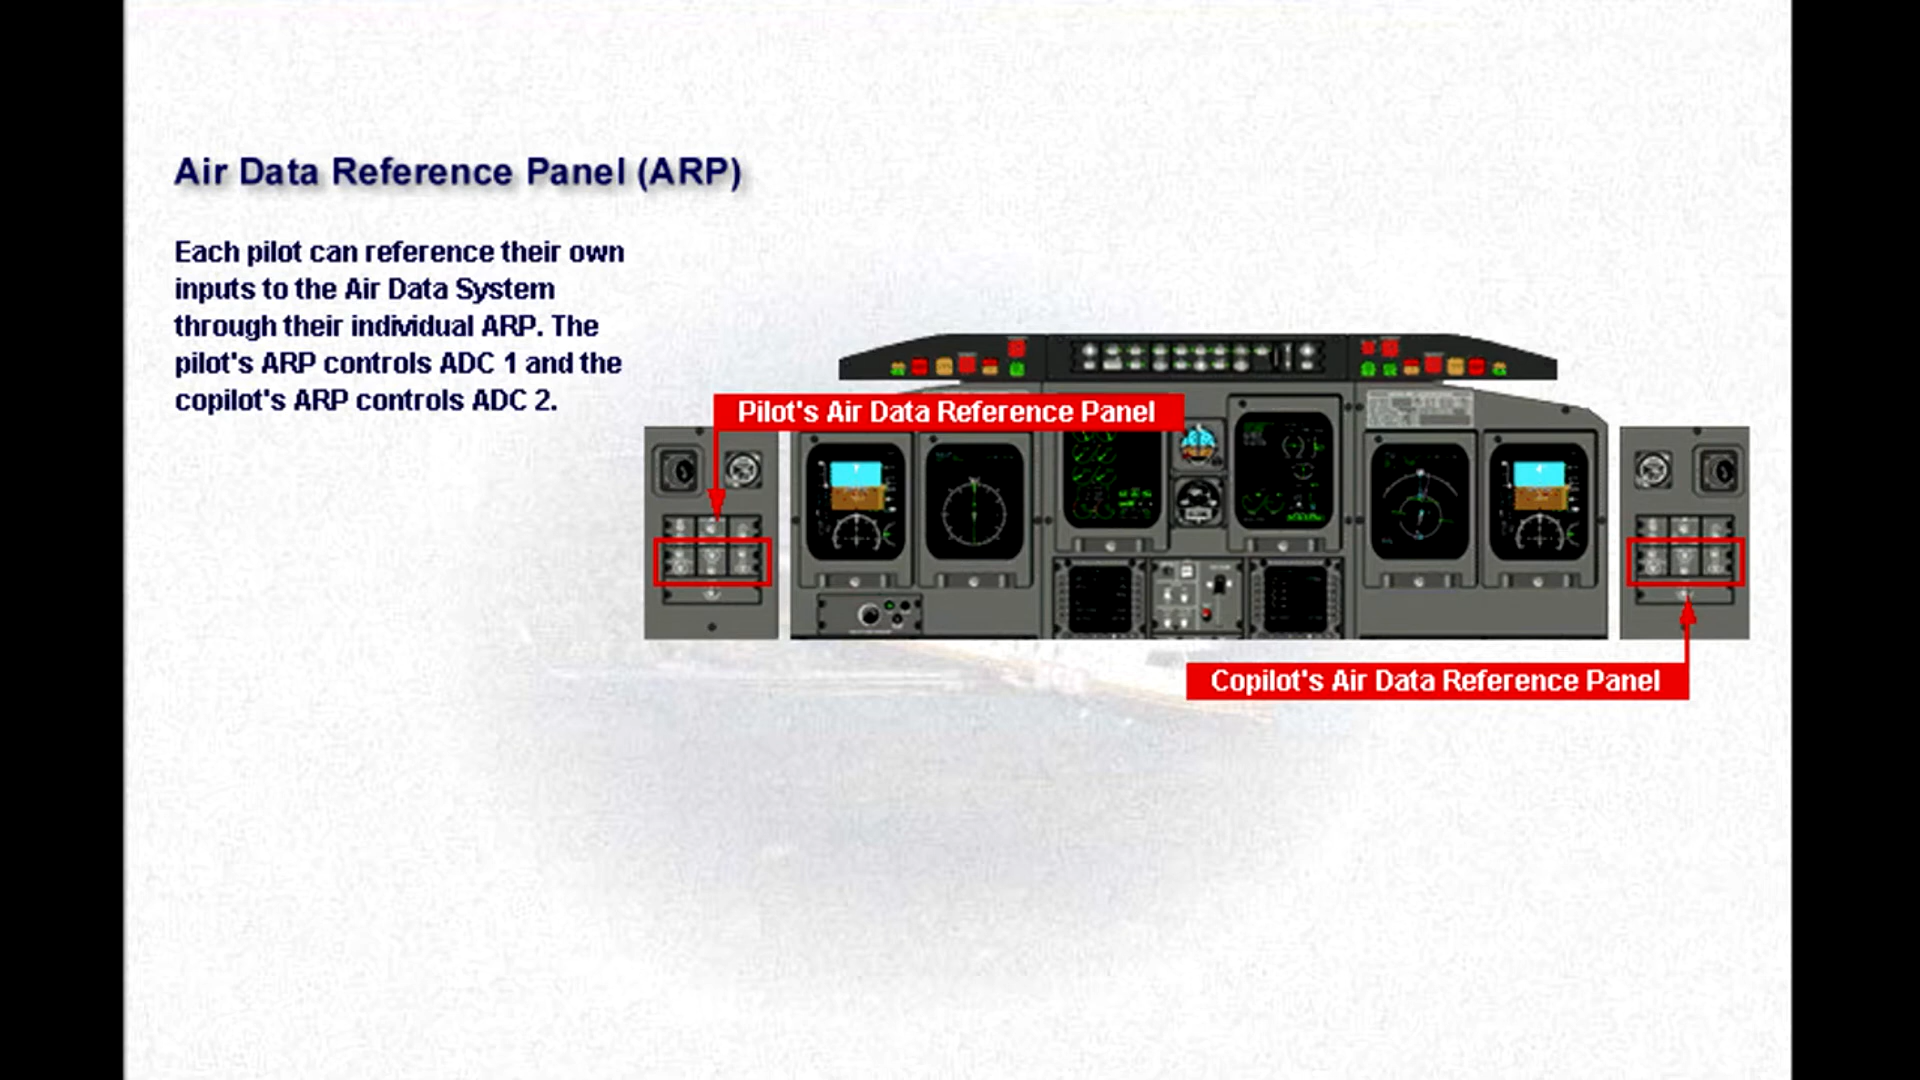 Air Data Reference Panel (ARP)
Each pilot can reference their own
inputs to the Air Data System
through their individual ARP. The
pilot's ARP controls ADC 1 and the
copilot's ARP controls ADC 2.
Pilot's Air Data Reference Panel
Copilot's Air Data Reference Panel